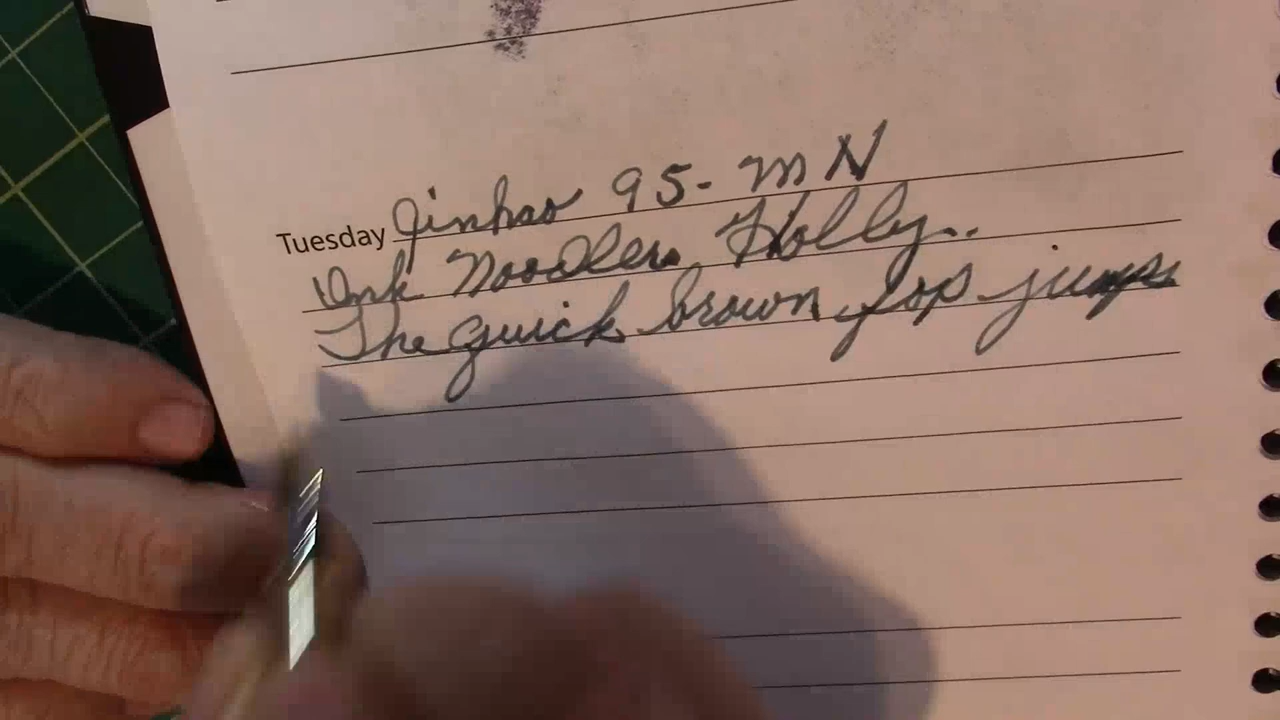 Tuesday Jinhao 95- M N
Ink Noodlers Holly..
The quick brown fox jumps